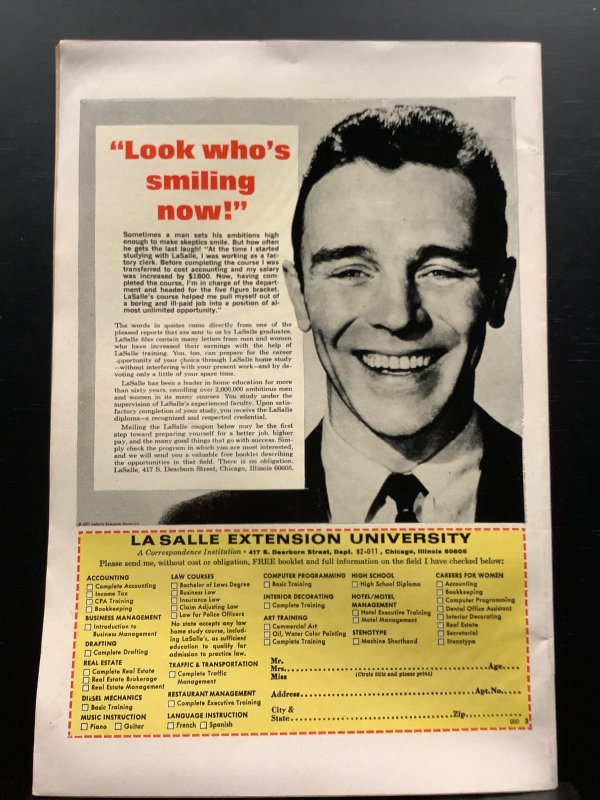 “Look who's
smiling
now!”
Sometimes a man sets his ambitions high
enough to make skeptics smile. But how often
he gets the last laugh! “At the time I started
studying with LaSalle, I was working as a fac-
tory clerk. Before completing the course I was
transferred to cost accounting and my salary
was increased by $1800. Now, having com-
pleted the course, I'm in charge of the depart-
ment and headed for the five figure bracket.
LaSalle's course helped me pull myself out of
a boring and ill-paid job into a position of al-
most unlimited opportunity.”
The words in quotes come directly from one of the
pleased reports that are sent to us by LaSalle graduates.
LaSalle files contain many letters from men and women
who have increased their earnings with the help of
LaSalle training. You, too, can prepare for the career
opportunity of your choice through LaSalle home study
—without interfering with your present work—and by de-
voting only a little of your spare time.
LaSalle has been a leader in home education for more
than sixty years, enrolling over 2,000,000 ambitious men
and women in its many courses. You study under the
supervision of LaSalle's experienced faculty. Upon satis-
factory completion of your study, you receive the LaSalle
diploma—a recognized and respected credential.
Mailing the LaSalle coupon below may be the first
step toward preparing yourself for a better job, higher
pay, and the many good things that go with success. Sim-
ply check the program in which you are most interested,
and we will send you a valuable free booklet describing
the opportunities in that field. There is no obligation.
LaSalle, 417 S. Dearborn Street, Chicago, Illinois 60605.
LaSalle Extension University
LA SALLE EXTENSION UNIVERSITY
A Correspondence Institution • 417 S. Dearborn Street, Dept. 82-011, Chicago, Illinois 60605
Please send me, without cost or obligation, FREE booklet and full information on the field I have checked below:
ACCOUNTING
Complete Accounting
Income Tax
CPA Training
Bookkeeping
BUSINESS MANAGEMENT
Introduction to
Business Management
DRAFTING
Complete Drafting
REAL ESTATE
Complete Real Estate
Real Estate Brokerage
Real Estate Management
DIESEL MECHANICS
Basic Training
MUSIC INSTRUCTION
Piano Guitar
LAW COURSES
Bachelor of Laws Degree
Business Law
Insurance Law
Claim Adjusting Law
Law for Police Officers
No state accepts any law
home study course, includ-
ing LaSalle's, as sufficient
education to qualify for
admission to practice law.
TRAFFIC & TRANSPORTATION
Complete Traffic
Management
RESTAURANT MANAGEMENT
Complete Executive Training
LANGUAGE INSTRUCTION
French Spanish
COMPUTER PROGRAMMING
Basic Training
INTERIOR DECORATING
Complete Training
ART TRAINING
Commercial Art
Oil, Water Color Painting
Complete Training
HIGH SCHOOL
High School Diploma
HOTEL/MOTEL
MANAGEMENT
Hotel Executive Training
Motel Management
STENOTYPE
Machine Shorthand
CAREERS FOR WOMEN
Accounting
Bookkeeping
Computer Programming
Dental Office Assistant
Interior Decorating
Real Estate
Secretarial
Stenotype
Mr.
Mrs. Age
Miss (Circle title and please print)
Address Apt. No.
City &
State Zip